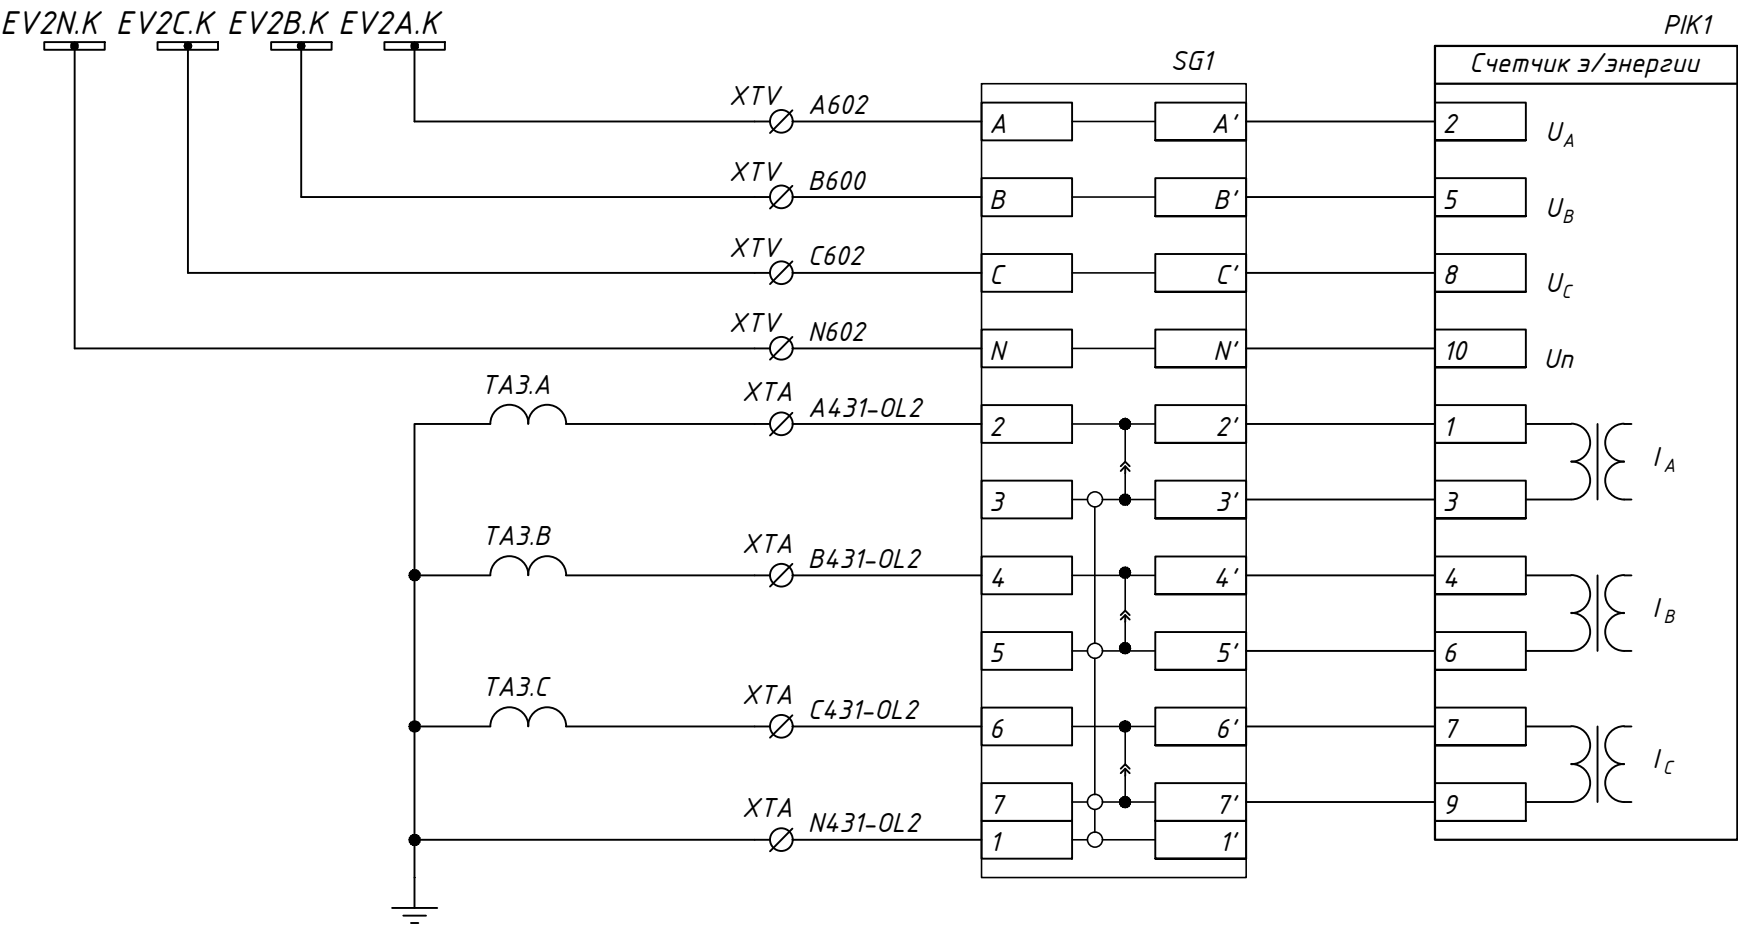 EV2N.K EV2C.K EV2B.K EV2A.K
PIK1
SG1
Счетчик э/энергии
XTV A602
A A'
2 U_A
XTV B600
B B'
5 U_B
XTV C602
C C'
8 U_C
XTV N602
N N'
10 Un
TA3.A
XTA A431-OL2
2 2'
1
I_A
3 3'
3
TA3.B
XTA B431-OL2
4 4'
4
I_B
5 5'
6
TA3.C
XTA C431-OL2
6 6'
7
I_C
7 7'
9
XTA N431-OL2
1 1'